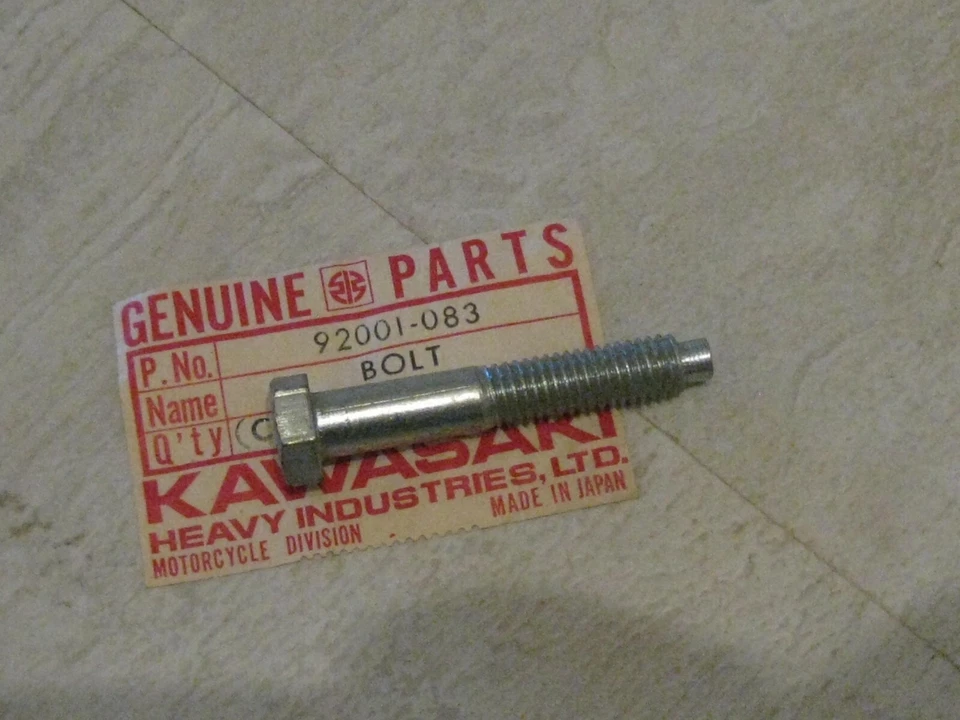 GENUINE PARTS
P. No. 92001-083
Name BOLT
Q'ty (C
KAWASAKI
HEAVY INDUSTRIES, LTD.
MOTORCYCLE DIVISION MADE IN JAPAN